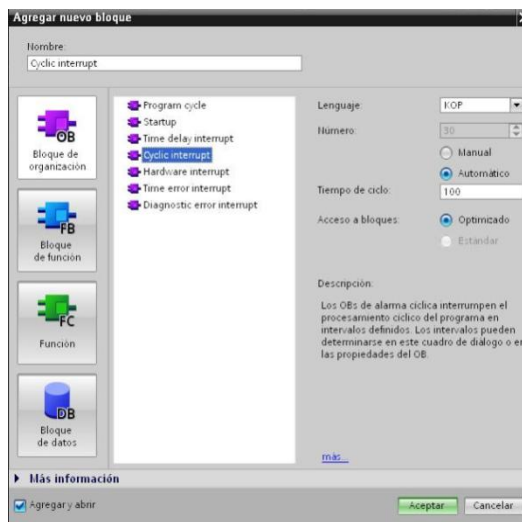 Agregar nuevo bloque
Nombre:
Cyclic interrupt
OB
Bloque de
organización
FB
Bloque
de función
FC
Función
DB
Bloque
de datos
Program cycle
Startup
Time delay interrupt
Cyclic interrupt
Hardware interrupt
Time error interrupt
Diagnostic error interrupt
Lenguaje:
KOP
Número:
30
Manual
Automático
Tiempo de ciclo:
100
Acceso a bloques:
Optimizado
Estándar
Descripción:
Los OBs de alarma cíclica interrumpen el
procesamiento cíclico del programa en
intervalos definidos. Los intervalos pueden
determinarse en este cuadro de diálogo o en
las propiedades del OB.
más...
Más información
Agregar y abrir
Aceptar
Cancelar